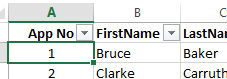 A B C
App No FirstName LastNa
1 Bruce Baker
2 Clarke Carruth